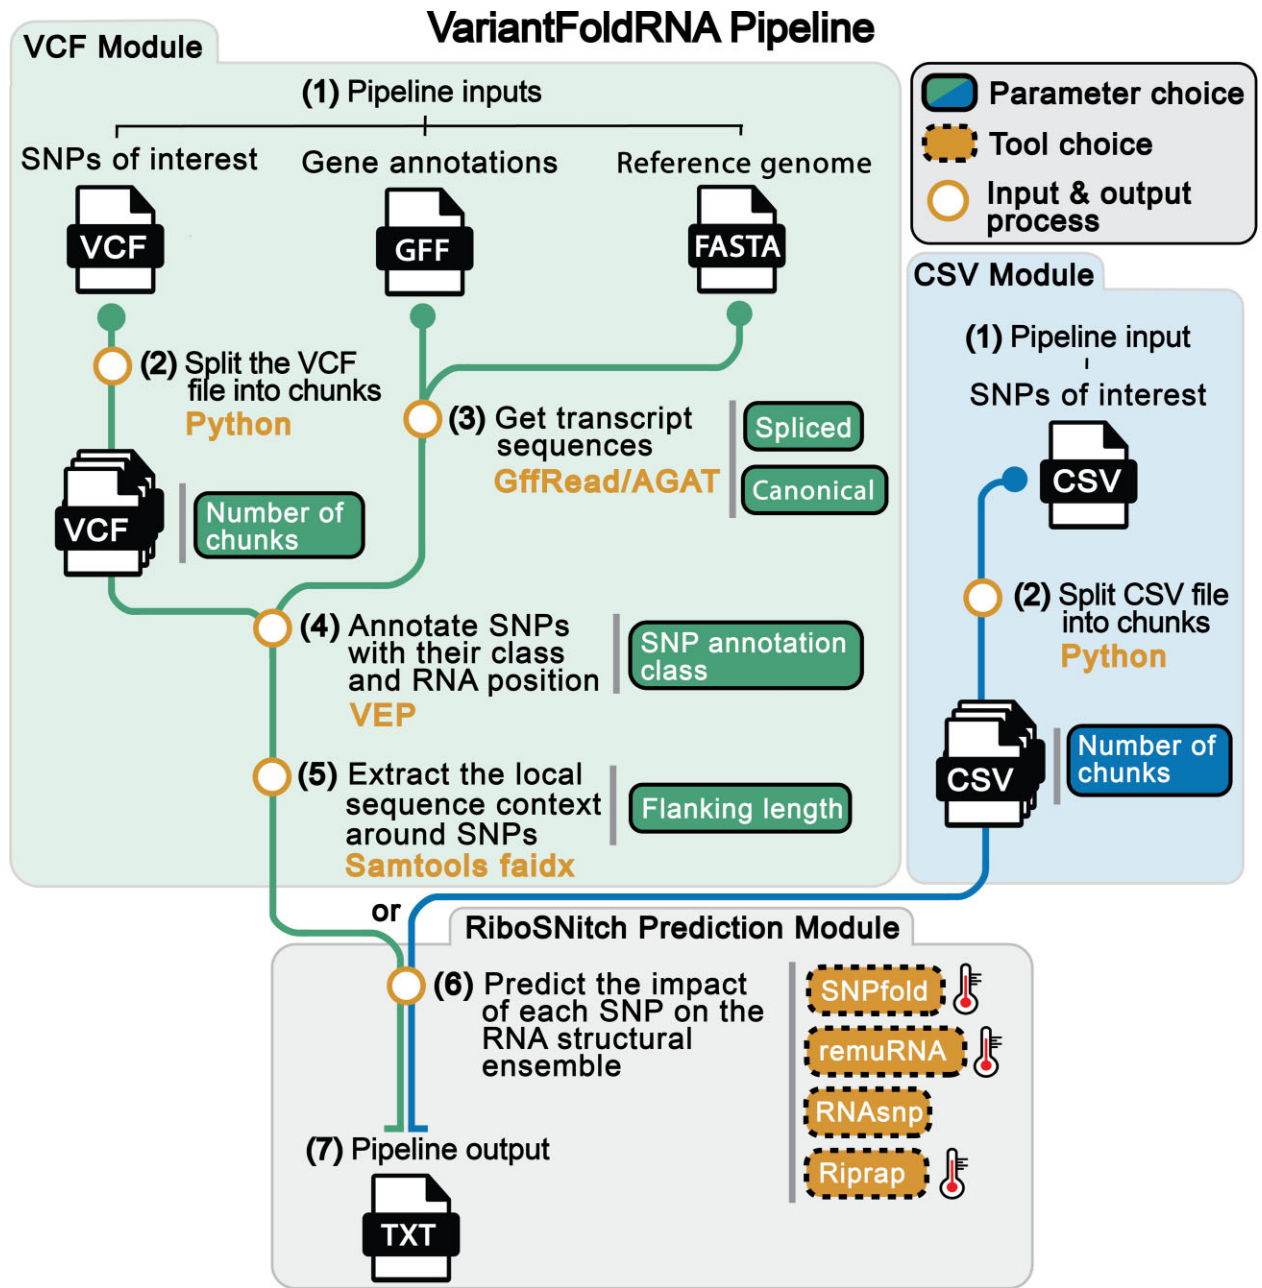 VariantFoldRNA Pipeline
VCF Module
(1) Pipeline inputs
SNPs of interest
Gene annotations
Reference genome
VCF
GFF
FASTA
(2) Split the VCF
file into chunks
Python
(3) Get transcript
sequences
GffRead/AGAT
Spliced
Canonical
VCF
Number of
chunks
(4) Annotate SNPs
with their class
and RNA position
VEP
SNP annotation
class
(5) Extract the local
sequence context
around SNPs
Samtools faidx
Flanking length
Parameter choice
Tool choice
Input & output
process
CSV Module
(1) Pipeline input
SNPs of interest
CSV
(2) Split CSV file
into chunks
Python
CSV
Number of
chunks
or
RiboSNitch Prediction Module
(6) Predict the impact
of each SNP on the
RNA structural
ensemble
SNPfold
remuRNA
RNAsnp
Riprap
(7) Pipeline output
TXT